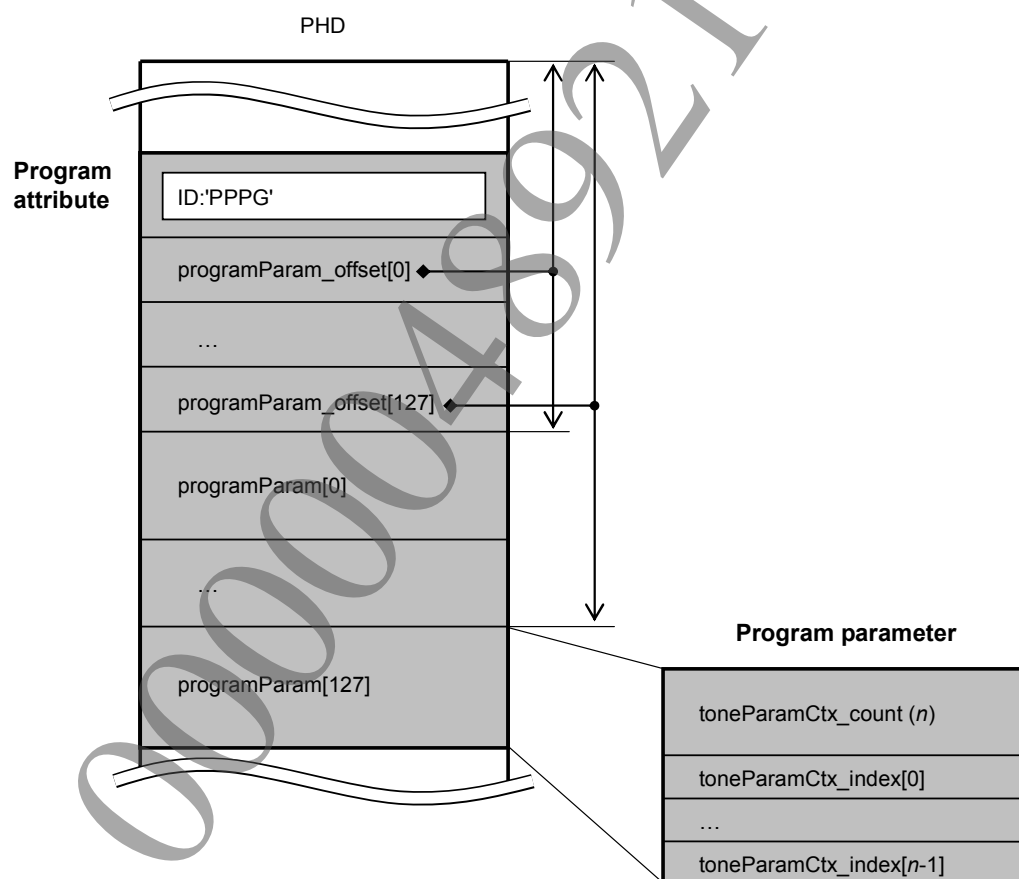 PHD
Program
attribute
ID:'PPPG'
programParam_offset[0]
…
programParam_offset[127]
programParam[0]
…
programParam[127]
Program parameter
toneParamCtx_count (n)
toneParamCtx_index[0]
…
toneParamCtx_index[n-1]
0000048921